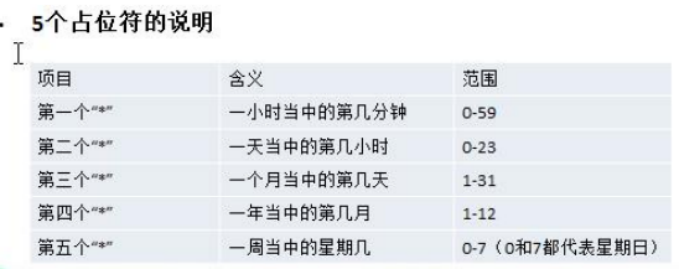 5个占位符的说明
项目 含义 范围
第一个“*” 一小时当中的第几分钟 0-59
第二个“*” 一天当中的第几小时 0-23
第三个“*” 一个月当中的第几天 1-31
第四个“*” 一年当中的第几月 1-12
第五个“*” 一周当中的星期几 0-7（0和7都代表星期日）